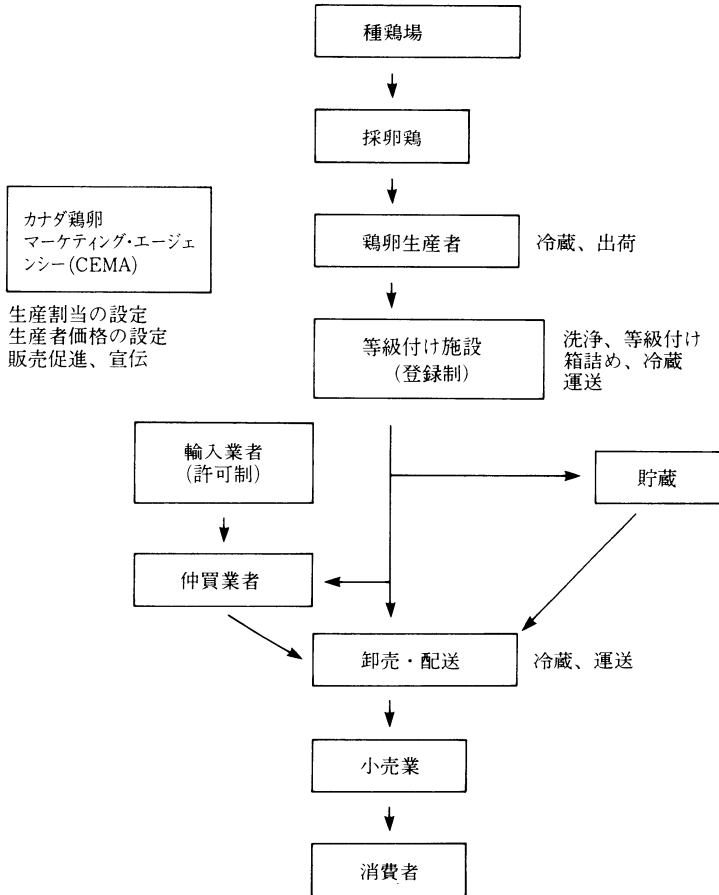 種鶏場
採卵鶏
カナダ鶏卵
マーケティング・エージェ
ンシー(CEMA)
生産割当の設定
生産者価格の設定
販売促進、宣伝
鶏卵生産者
冷蔵、出荷
等級付け施設
(登録制)
洗浄、等級付け
箱詰め、冷蔵
運送
輸入業者
(許可制)
貯蔵
仲買業者
卸売・配送
冷蔵、運送
小売業
消費者